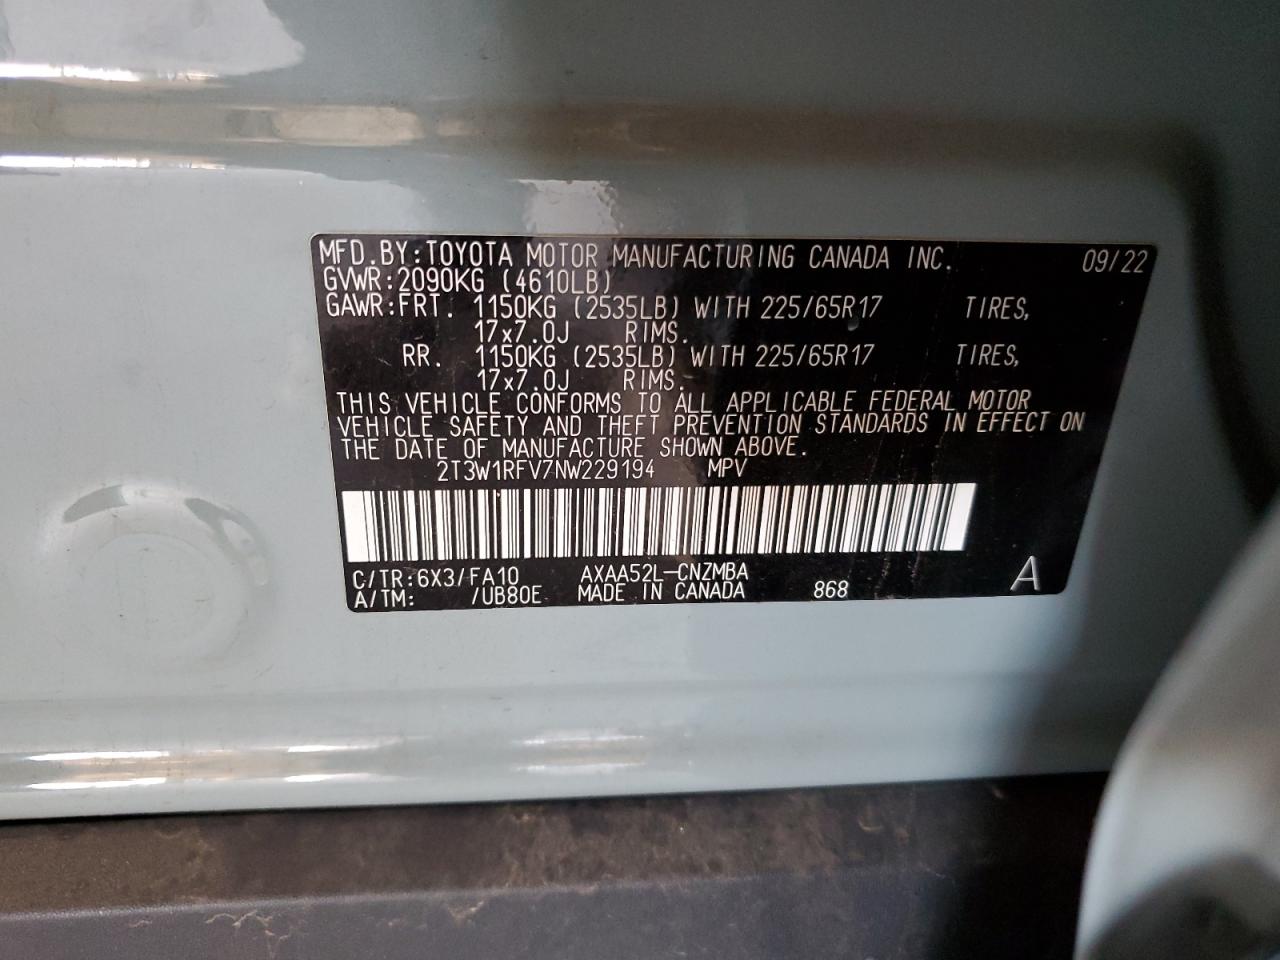 MFD.BY:TOYOTA MOTOR MANUFACTURING CANADA INC. 09/22
GVWR:2090KG (4610LB)
GAWR:FRT. 1150KG (2535LB) WITH 225/65R17 TIRES,
17x7.0J RIMS.
RR. 1150KG (2535LB) WITH 225/65R17 TIRES,
17x7.0J RIMS.
THIS VEHICLE CONFORMS TO ALL APPLICABLE FEDERAL MOTOR
VEHICLE SAFETY AND THEFT PREVENTION STANDARDS IN EFFECT ON
THE DATE OF MANUFACTURE SHOWN ABOVE.
2T3W1RFV7NW229194 MPV
C/TR:6X3/FA10 AXAA52L-CNZMBA
A/TM: /UB80E MADE IN CANADA 868 A